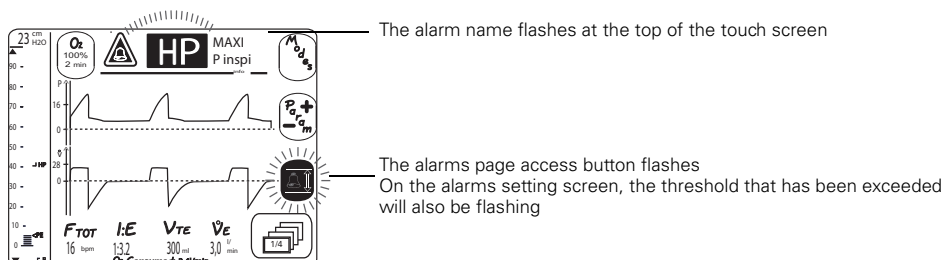 The alarm name flashes at the top of the touch screen
23 cm H2O
O2
100%
2 min
HP
MAXI
P inspi
Modes
90
80
70
60
50
40 HP
30
20
10 PE
0
P
16
0
28
0
Param
The alarms page access button flashes
On the alarms setting screen, the threshold that has been exceeded
will also be flashing
FTOT I:E VTE VE
16 bpm 1:3.2 300 ml 3,0 l/min
1/4